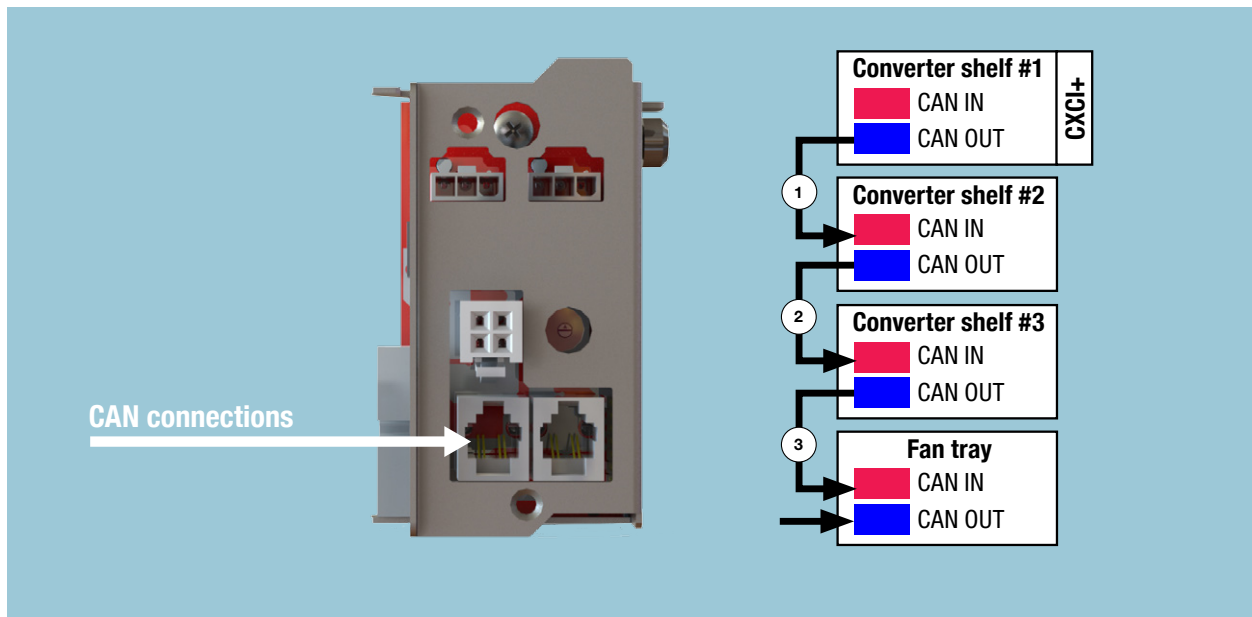 CAN connections
Converter shelf #1
CAN IN
CAN OUT
CXCI+
1
Converter shelf #2
CAN IN
CAN OUT
2
Converter shelf #3
CAN IN
CAN OUT
3
Fan tray
CAN IN
CAN OUT